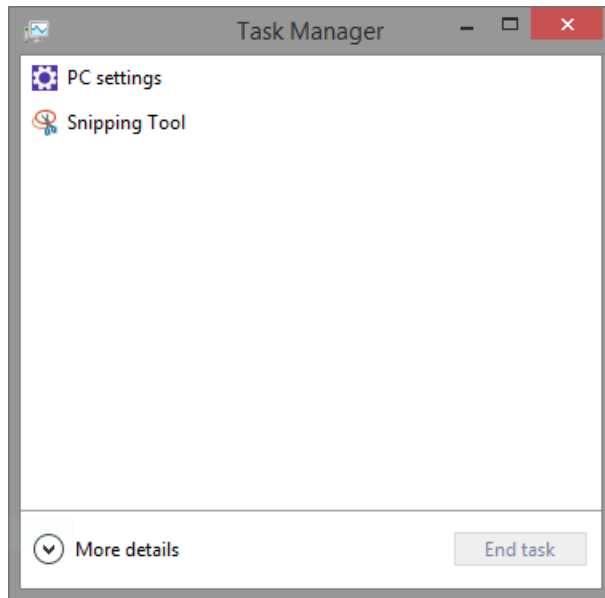 Task Manager
PC settings
Snipping Tool
More details
End task